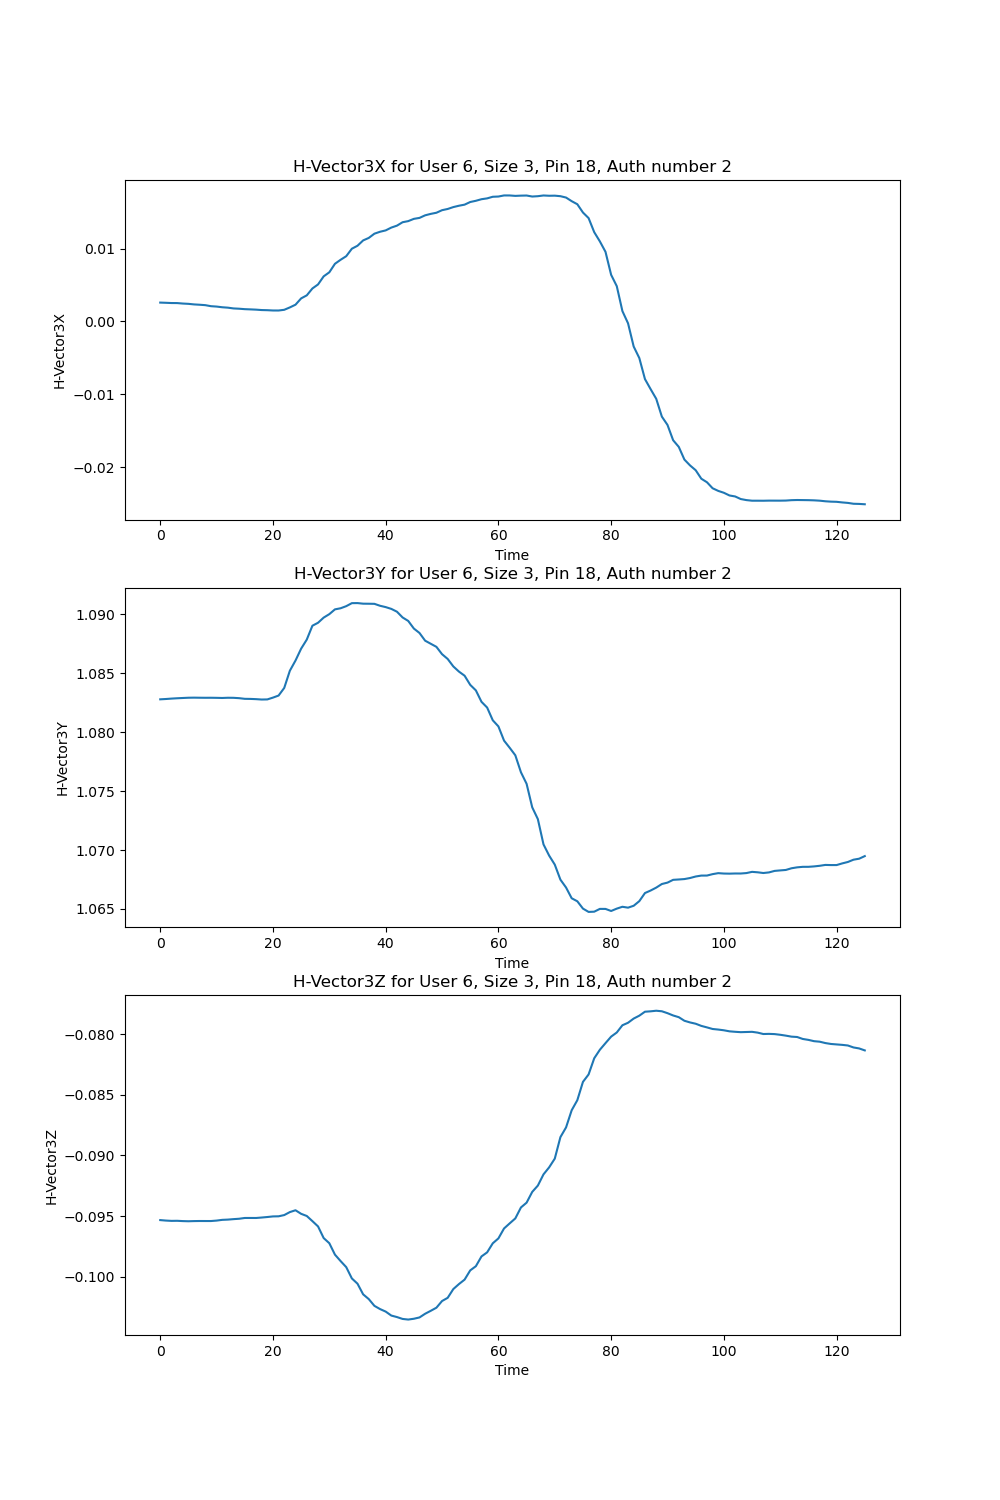 H-Vector3X for User 6, Size 3, Pin 18, Auth number 2
0.01
0.00
−0.01
−0.02
H-Vector3X
0 20 40 60 80 100 120
Time
H-Vector3Y for User 6, Size 3, Pin 18, Auth number 2
1.090
1.085
1.080
1.075
1.070
1.065
H-Vector3Y
0 20 40 60 80 100 120
Time
H-Vector3Z for User 6, Size 3, Pin 18, Auth number 2
−0.080
−0.085
−0.090
−0.095
−0.100
H-Vector3Z
0 20 40 60 80 100 120
Time